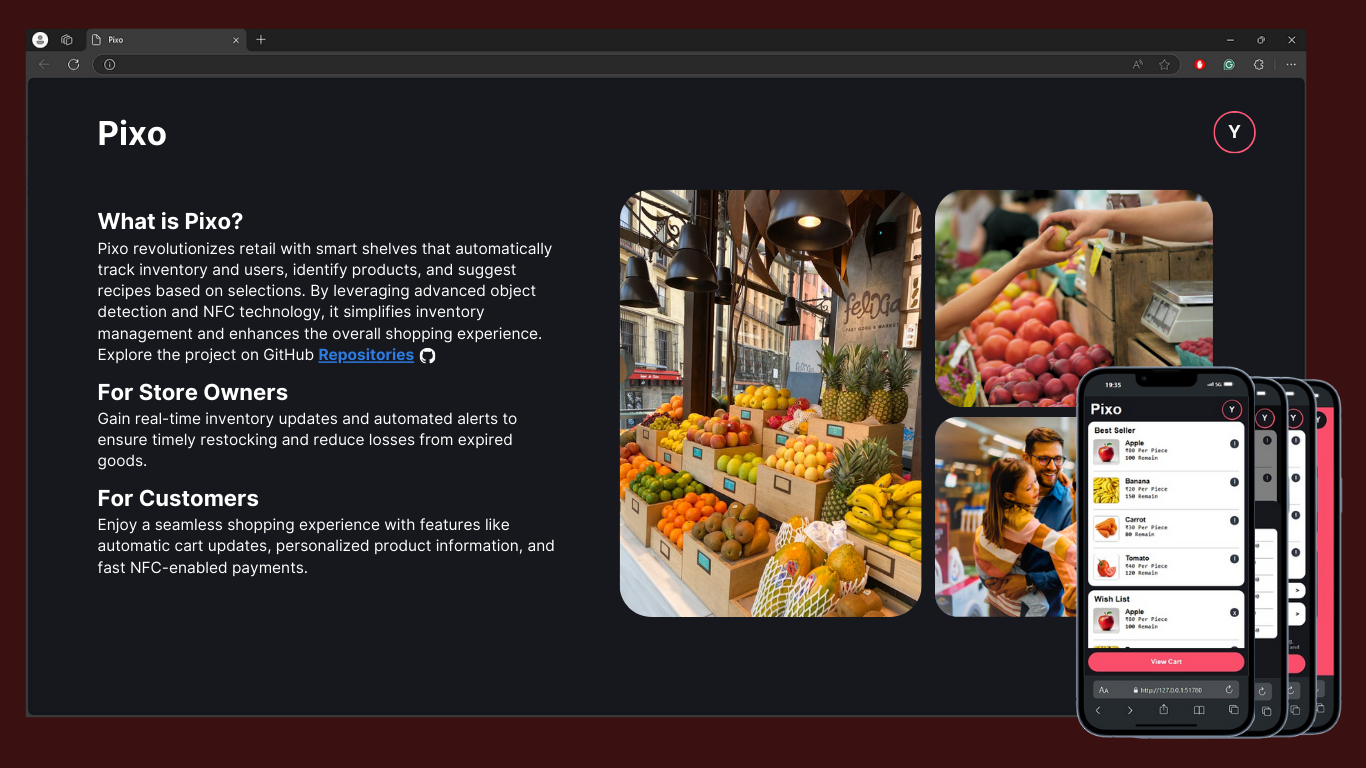 Pixo
Pixo
Y
What is Pixo?
Pixo revolutionizes retail with smart shelves that automatically
track inventory and users, identify products, and suggest
recipes based on selections. By leveraging advanced object
detection and NFC technology, it simplifies inventory
management and enhances the overall shopping experience.
Explore the project on GitHub Repositories
For Store Owners
Gain real-time inventory updates and automated alerts to
ensure timely restocking and reduce losses from expired
goods.
For Customers
Enjoy a seamless shopping experience with features like
automatic cart updates, personalized product information, and
fast NFC-enabled payments.
19:35
5G
Pixo
Y
Y
Y
Best Seller
Apple
₹80 Per Piece
100 Remain
Banana
₹20 Per Piece
150 Remain
Carrot
₹30 Per Piece
80 Remain
Tomato
₹40 Per Piece
120 Remain
Wish List
Apple
₹80 Per Piece
100 Remain
View Cart
AA
http://127.0.0.1:51780